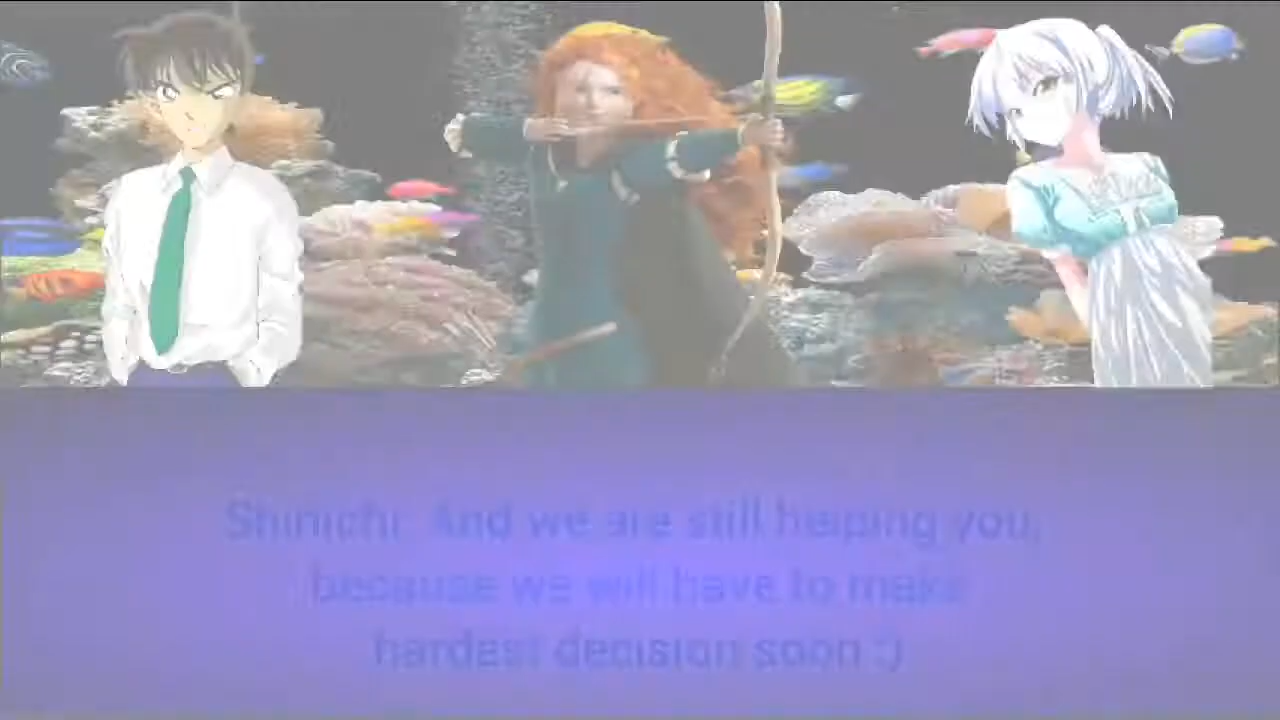 Shinichi: And we are still helping you,
because we will have to make
hardest decision soon :)